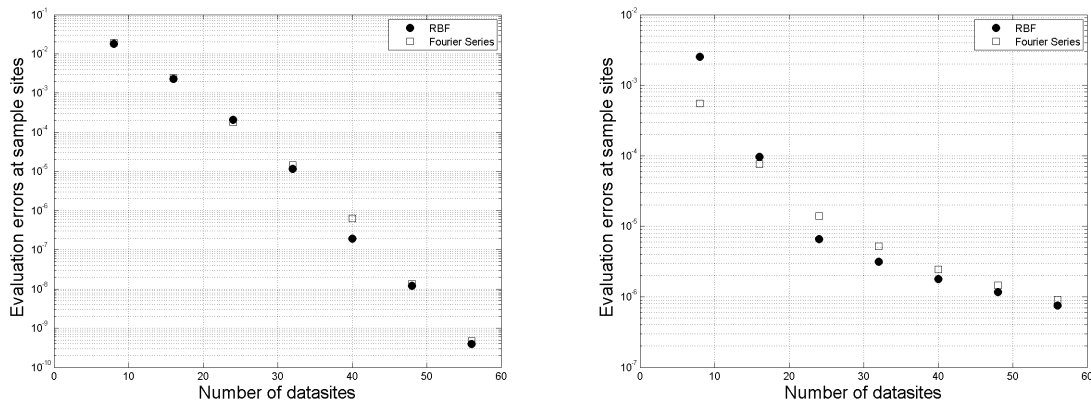 10^-1
10^-2
10^-3
10^-4
10^-5
10^-6
10^-7
10^-8
10^-9
10^-10
Evaluation errors at sample sites
RBF
Fourier Series
0 10 20 30 40 50 60
Number of datasites
10^-2
10^-3
10^-4
10^-5
10^-6
10^-7
Evaluation errors at sample sites
RBF
Fourier Series
0 10 20 30 40 50 60
Number of datasites